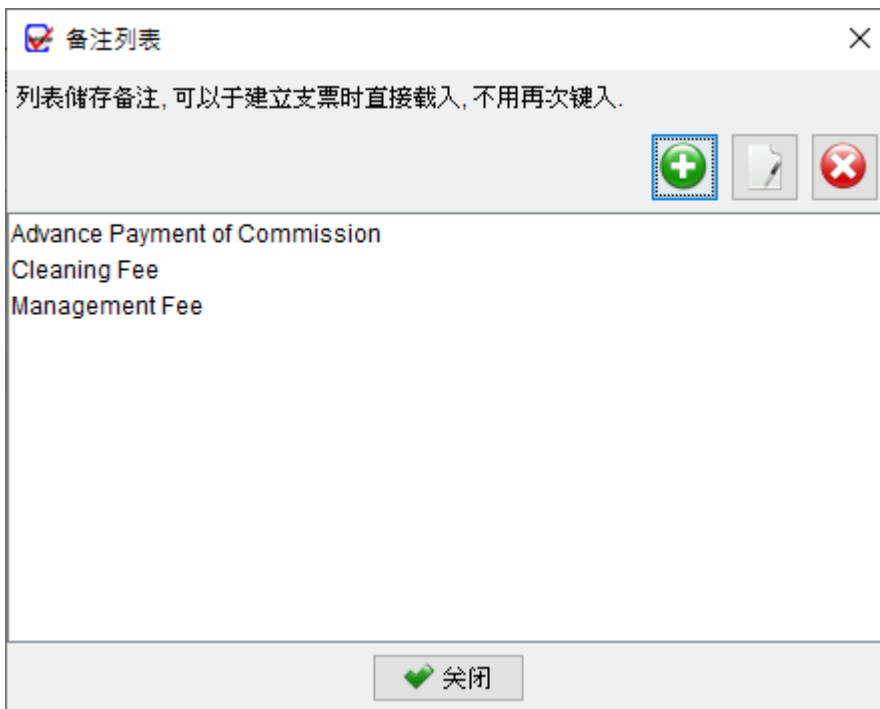 备注列表
列表储存备注, 可以于建立支票时直接载入, 不用再次键入.
Advance Payment of Commission
Cleaning Fee
Management Fee
关闭